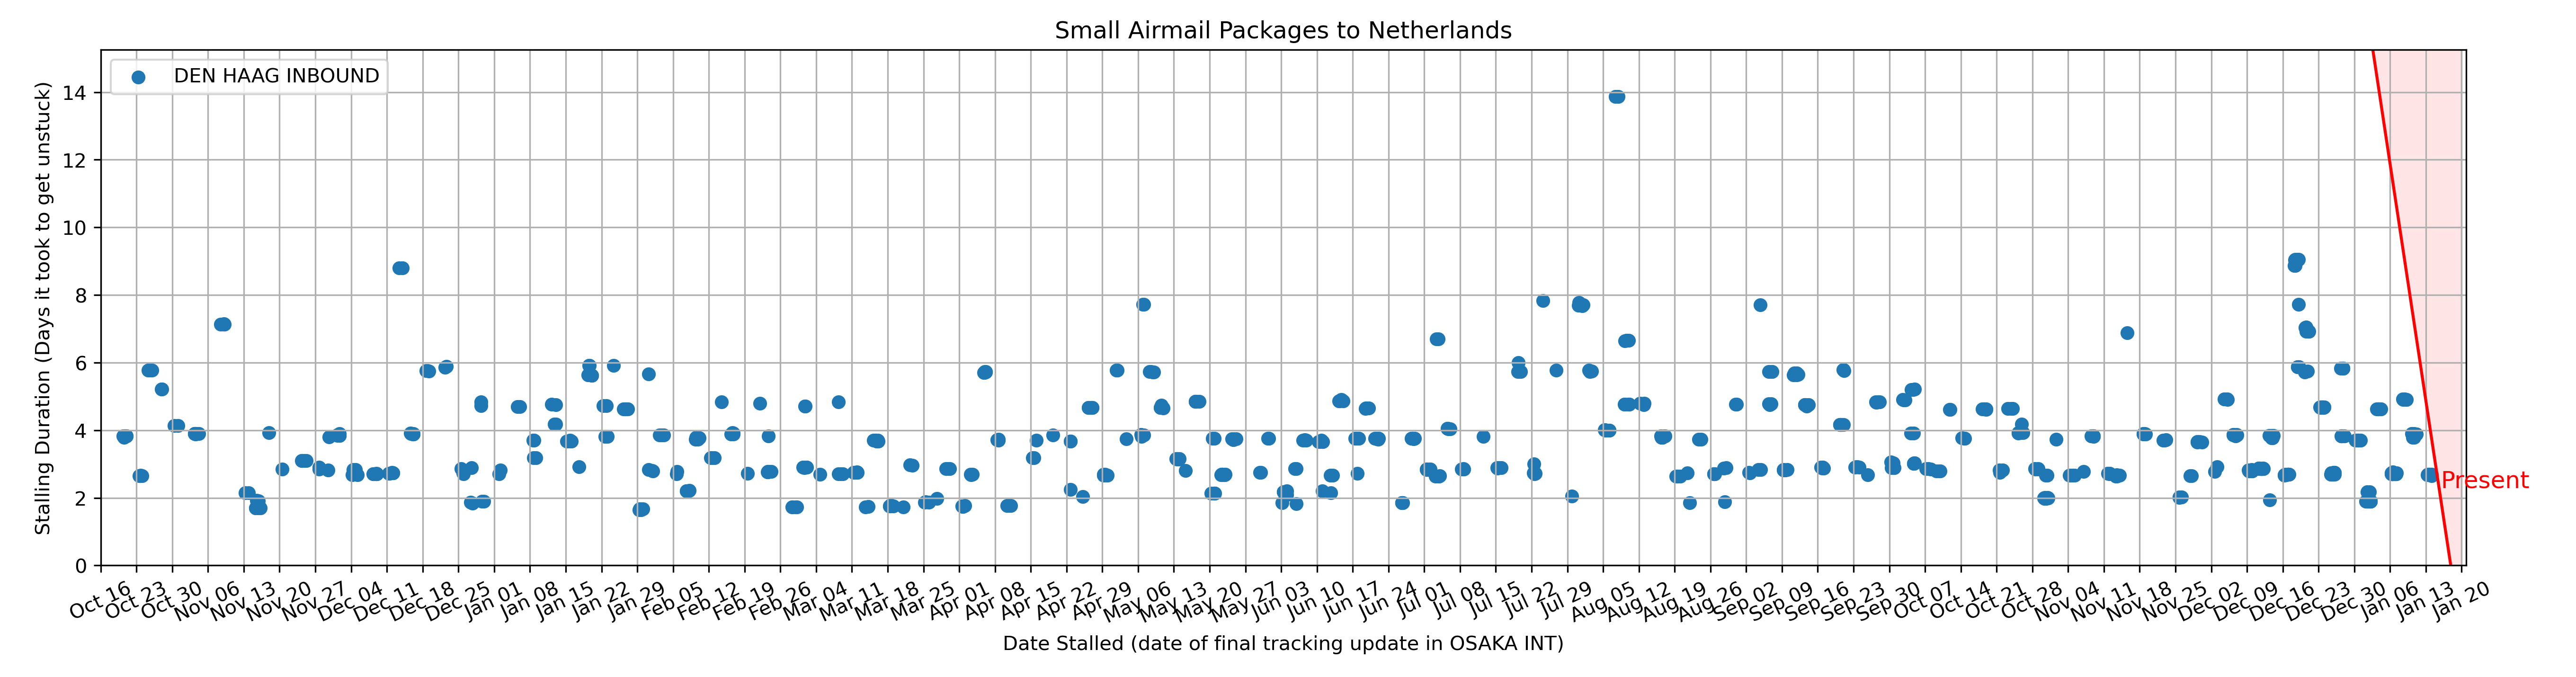 Small Airmail Packages to Netherlands
DEN HAAG INBOUND
Stalling Duration (Days it took to get unstuck)
14
12
10
8
6
4
2
0
Present
Oct 16 Oct 23 Oct 30 Nov 06 Nov 13 Nov 20 Nov 27 Dec 04 Dec 11 Dec 18 Dec 25 Jan 01 Jan 08 Jan 15 Jan 22 Jan 29 Feb 05 Feb 12 Feb 19 Feb 26 Mar 04 Mar 11 Mar 18 Mar 25 Apr 01 Apr 08 Apr 15 Apr 22 Apr 29 May 06 May 13 May 20 May 27 Jun 03 Jun 10 Jun 17 Jun 24 Jul 01 Jul 08 Jul 15 Jul 22 Jul 29 Aug 05 Aug 12 Aug 19 Aug 26 Sep 02 Sep 09 Sep 16 Sep 23 Sep 30 Oct 07 Oct 14 Oct 21 Oct 28 Nov 04 Nov 11 Nov 18 Nov 25 Dec 02 Dec 09 Dec 16 Dec 23 Dec 30 Jan 06 Jan 13 Jan 20
Date Stalled (date of final tracking update in OSAKA INT)